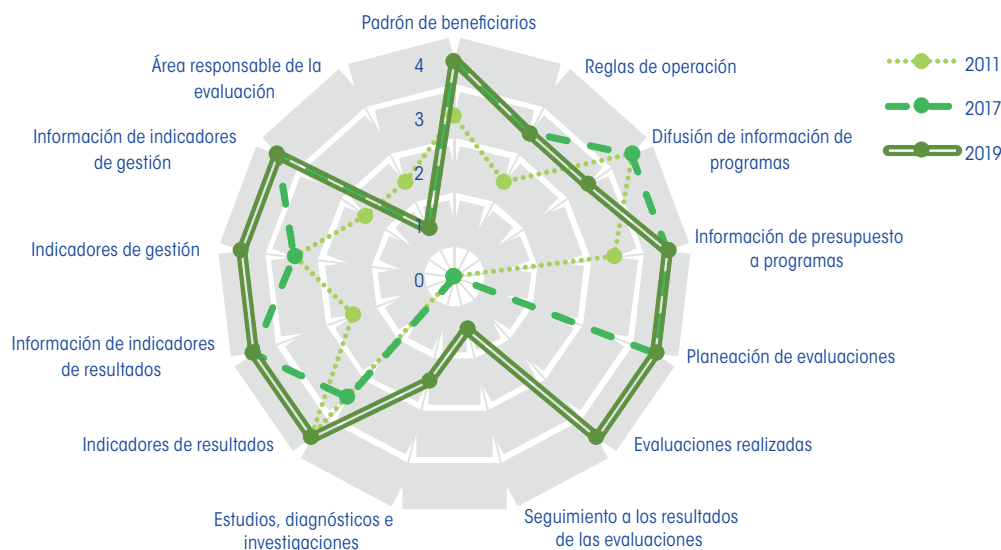 Padrón de beneficiarios
Reglas de operación
Difusión de información de
programas
Información de presupuesto
a programas
Planeación de evaluaciones
Evaluaciones realizadas
Seguimiento a los resultados
de las evaluaciones
Estudios, diagnósticos e
investigaciones
Indicadores de resultados
Información de indicadores
de resultados
Indicadores de gestión
Información de indicadores
de gestión
Área responsable de la
evaluación
4
3
2
1
0
2011
2017
2019